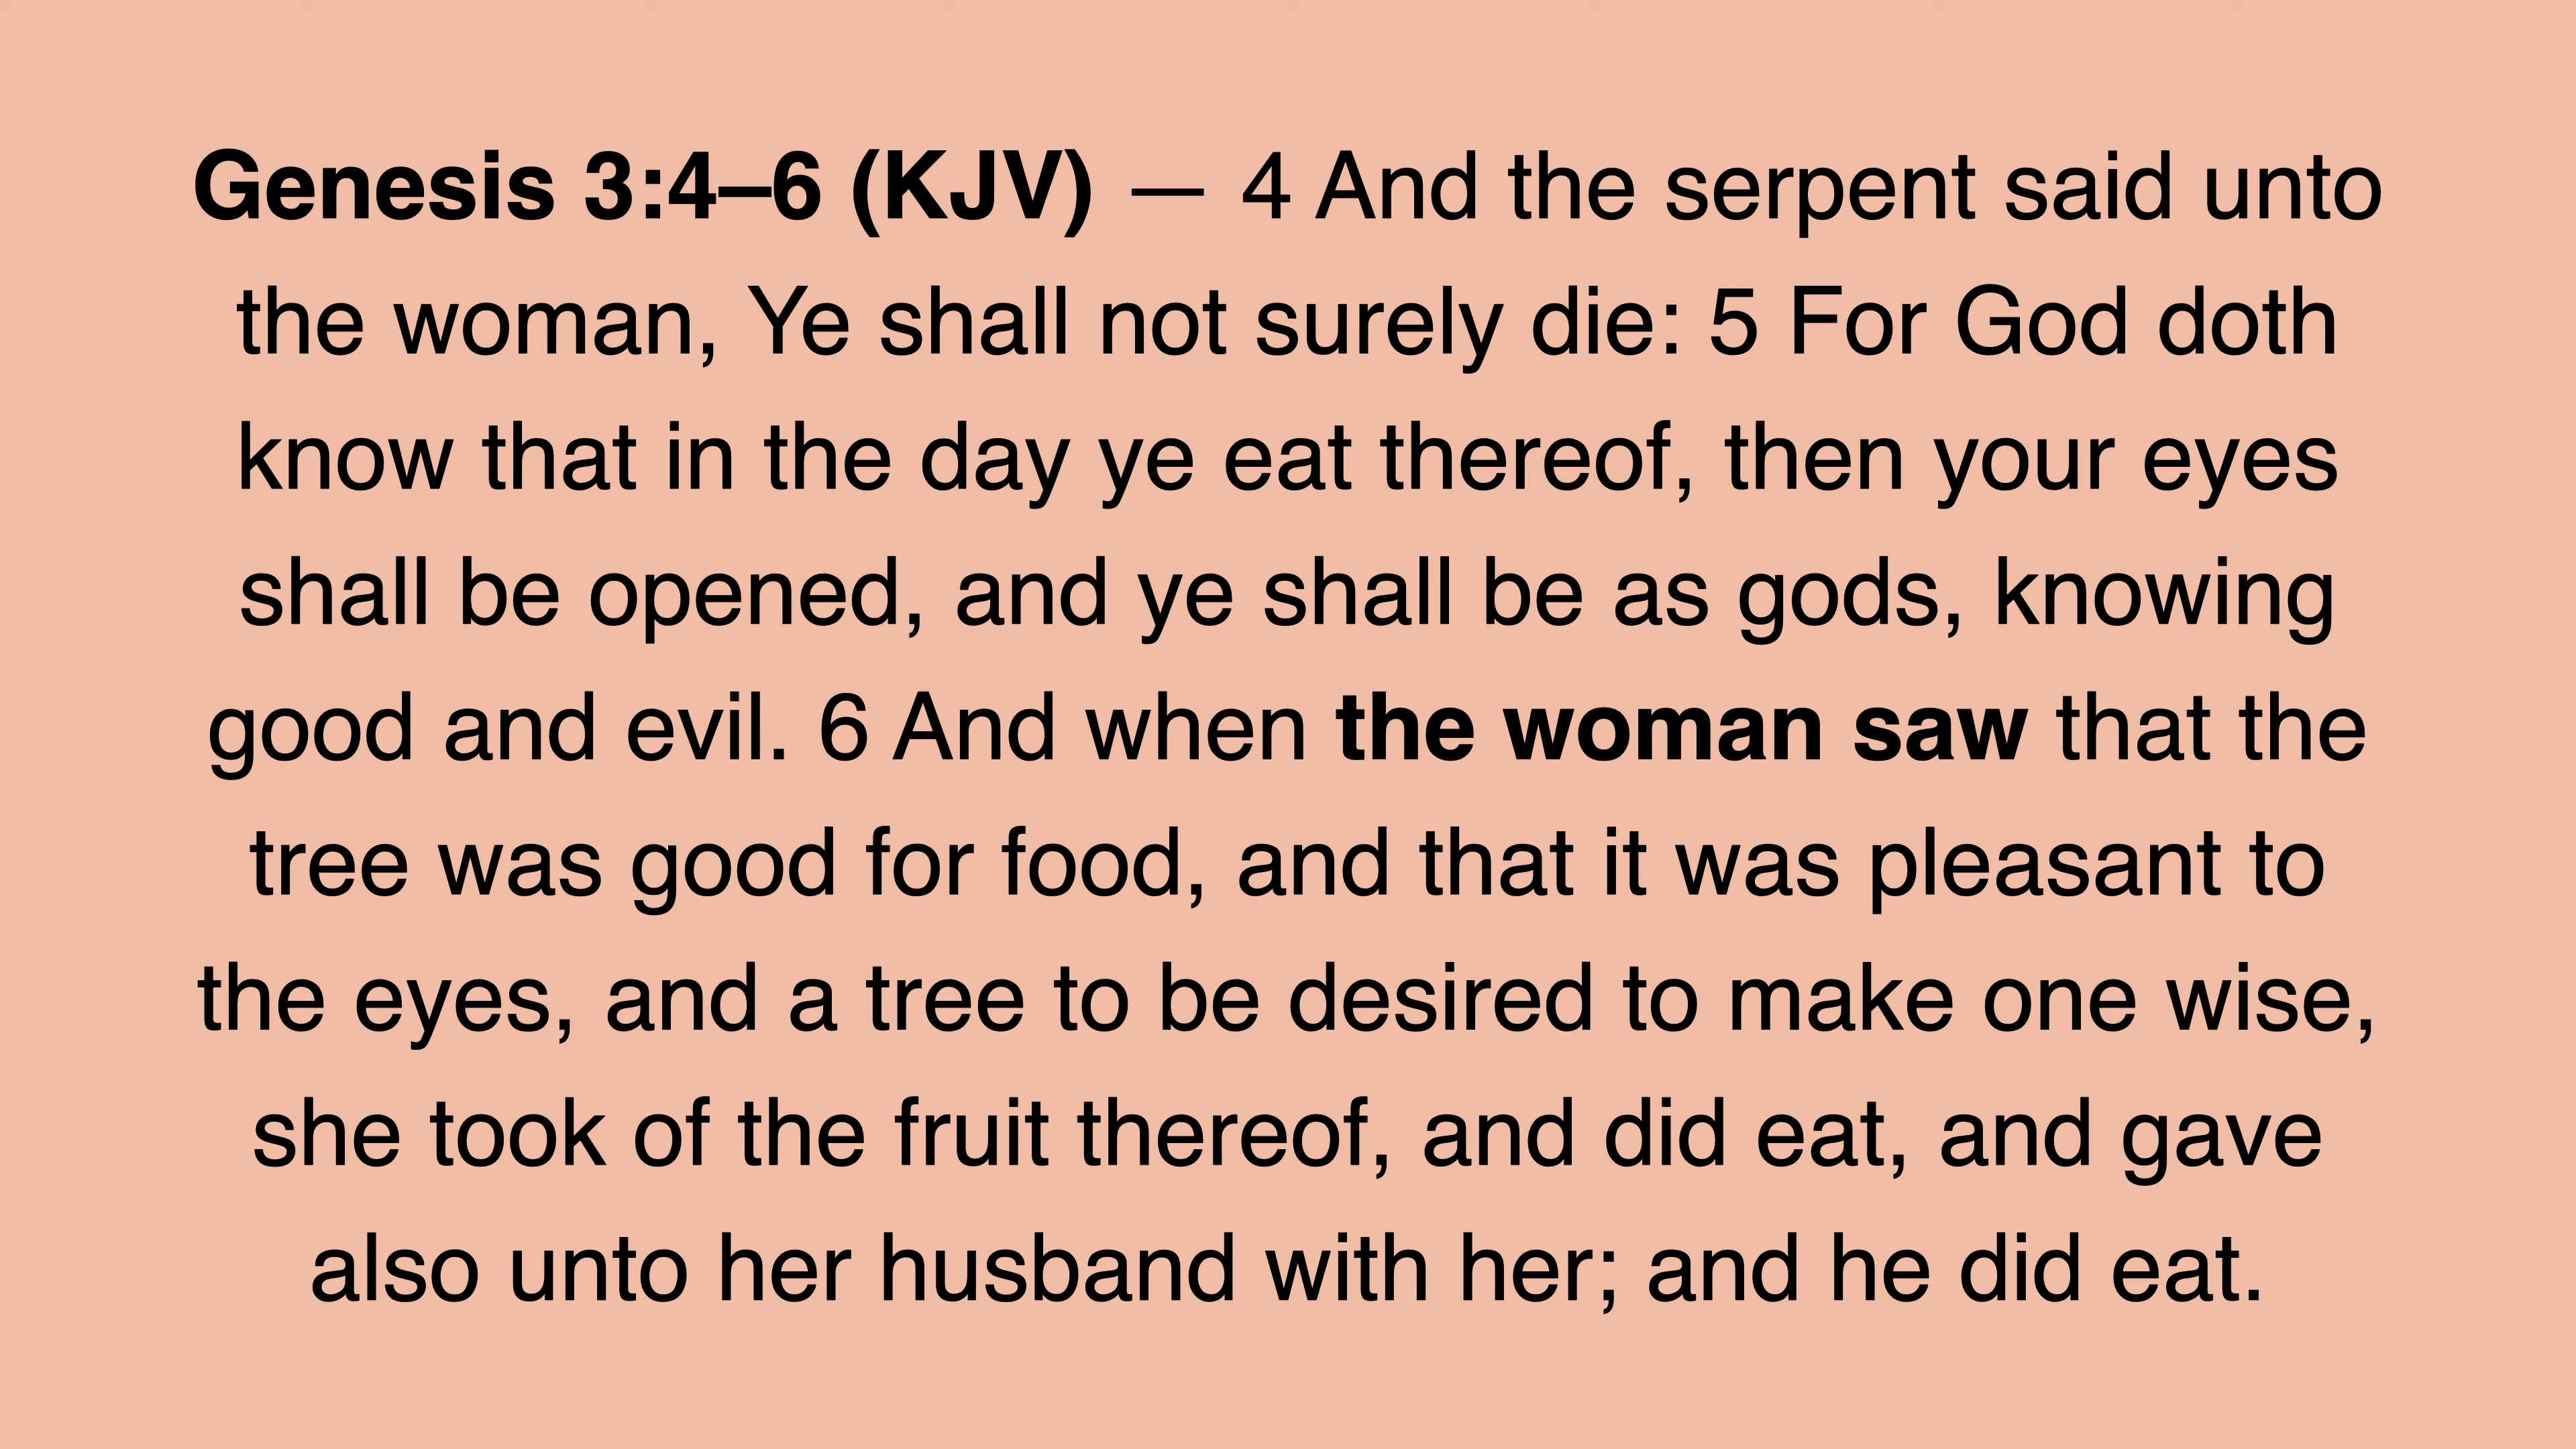 Genesis 3:4–6 (KJV) — 4 And the serpent said unto
the woman, Ye shall not surely die: 5 For God doth
know that in the day ye eat thereof, then your eyes
shall be opened, and ye shall be as gods, knowing
good and evil. 6 And when the woman saw that the
tree was good for food, and that it was pleasant to
the eyes, and a tree to be desired to make one wise,
she took of the fruit thereof, and did eat, and gave
also unto her husband with her; and he did eat.